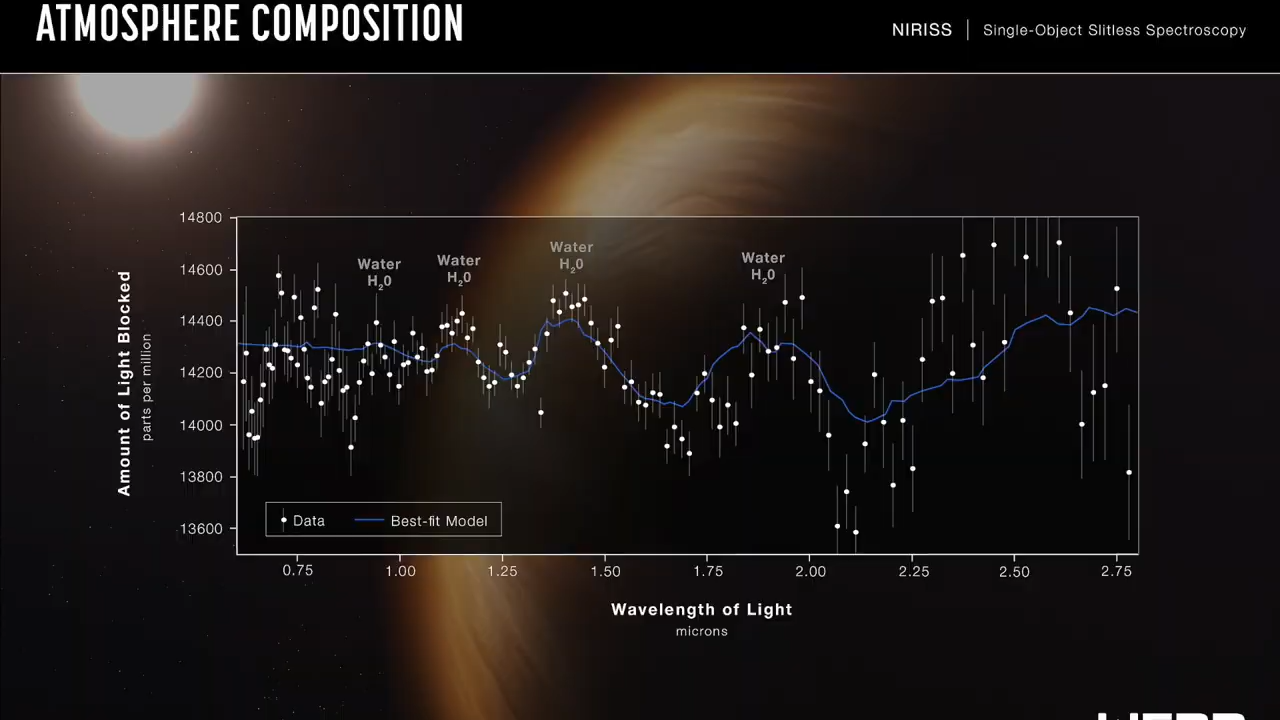 ATMOSPHERE COMPOSITION
NIRISS | Single-Object Slitless Spectroscopy
14800
14600
14400
14200
14000
13800
13600
Amount of Light Blocked
parts per million
Water
H₂0
Water
H₂0
Water
H₂0
Water
H₂0
Data
Best-fit Model
0.75 1.00 1.25 1.50 1.75 2.00 2.25 2.50 2.75
Wavelength of Light
microns